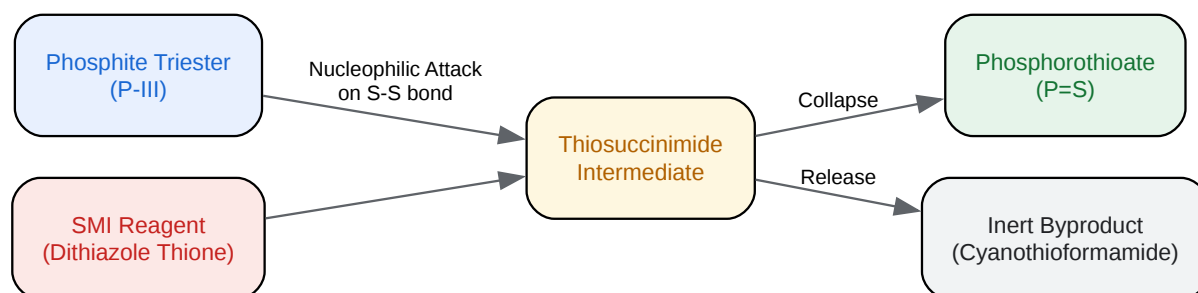 Phosphite Triester
(P-III)
SMI Reagent
(Dithiazole Thione)
Nucleophilic Attack
on S-S bond
Thiosuccinimide
Intermediate
Collapse
Release
Phosphorothioate
(P=S)
Inert Byproduct
(Cyanothioformamide)